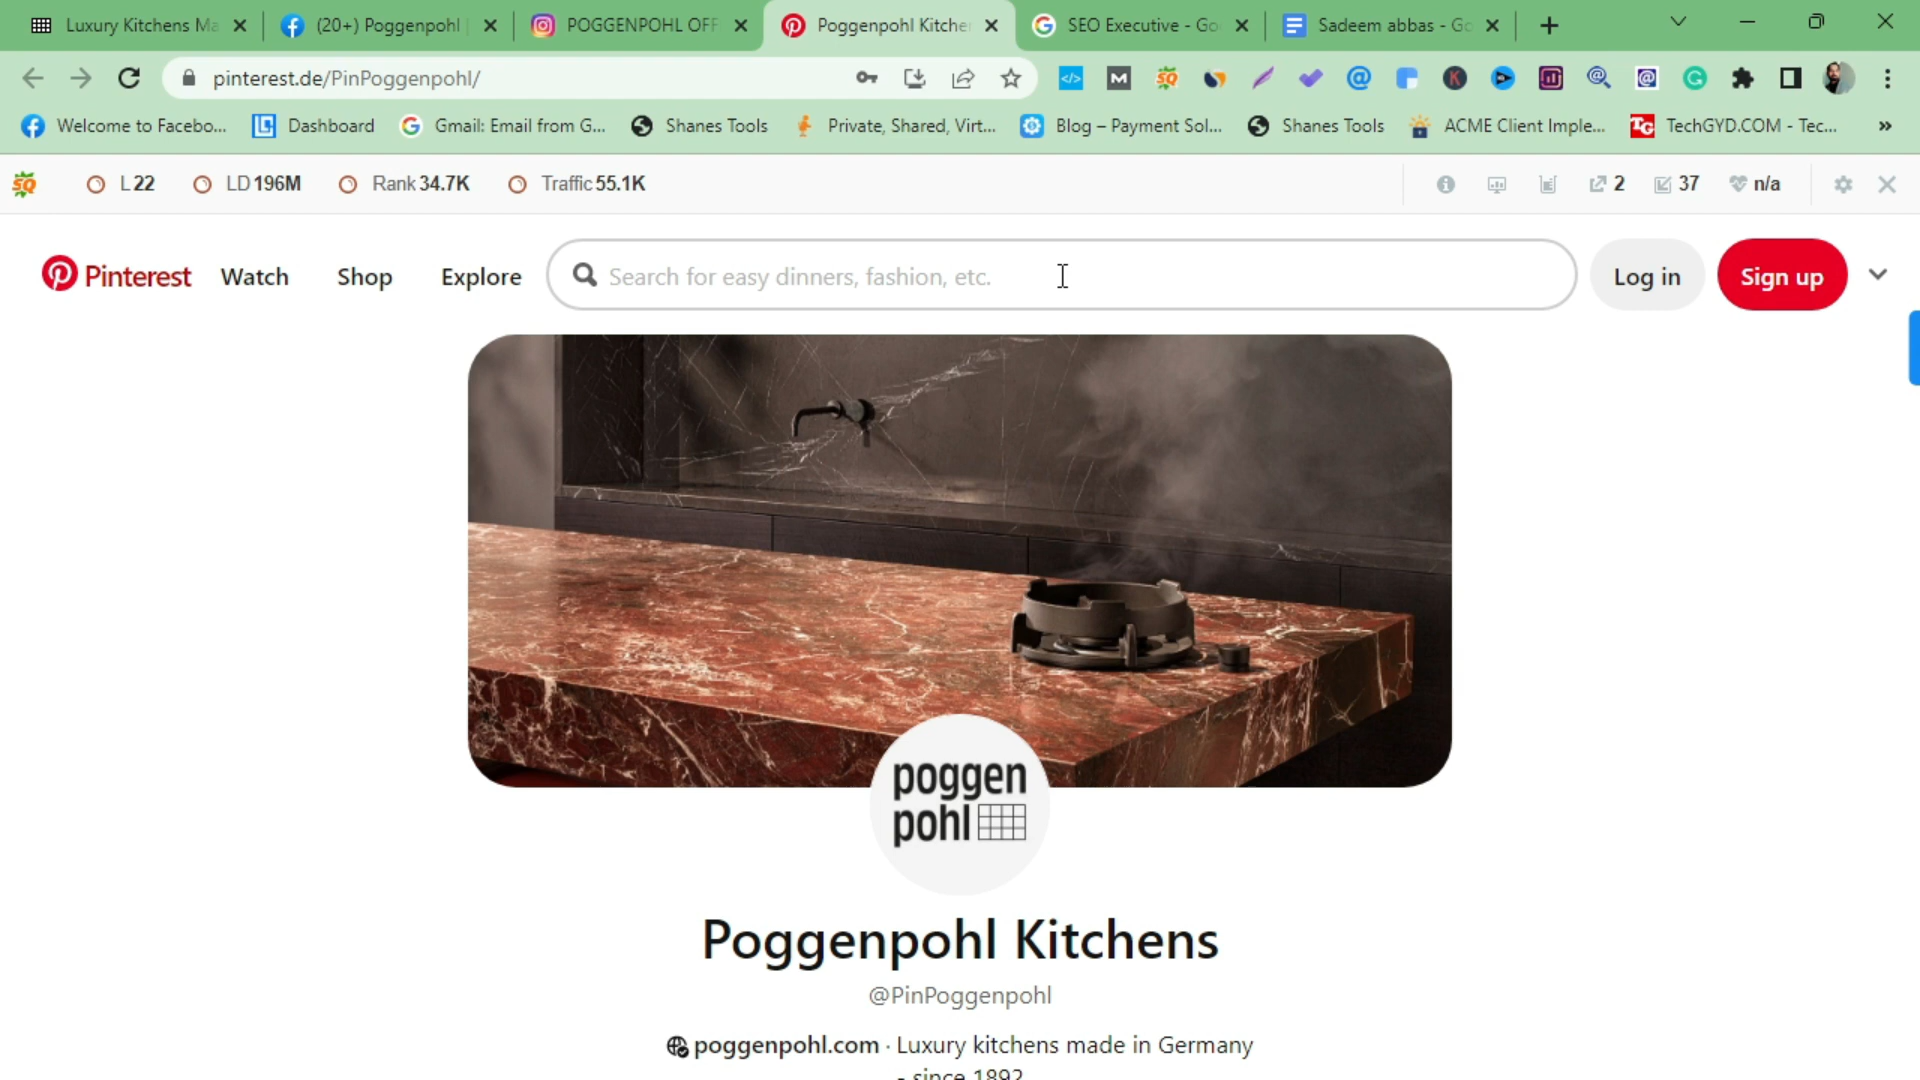 Luxury Kitchens Ma
(20+) Poggenpohl
POGGENPOHL OFF
Poggenpohl Kitche
SEO Executive - Go
Sadeem abbas - Go
pinterest.de/PinPoggenpohl/
Welcome to Facebo...
Dashboard
Gmail: Email from G...
Shanes Tools
Private, Shared, Virt...
Blog – Payment Sol...
Shanes Tools
ACME Client Imple...
TechGYD.COM - Tec...
L 22
LD 196M
Rank 34.7K
Traffic 55.1K
2
37
n/a
Pinterest
Watch
Shop
Explore
Search for easy dinners, fashion, etc.
Log in
Sign up
poggen
pohl
Poggenpohl Kitchens
@PinPoggenpohl
poggenpohl.com · Luxury kitchens made in Germany
- since 1892